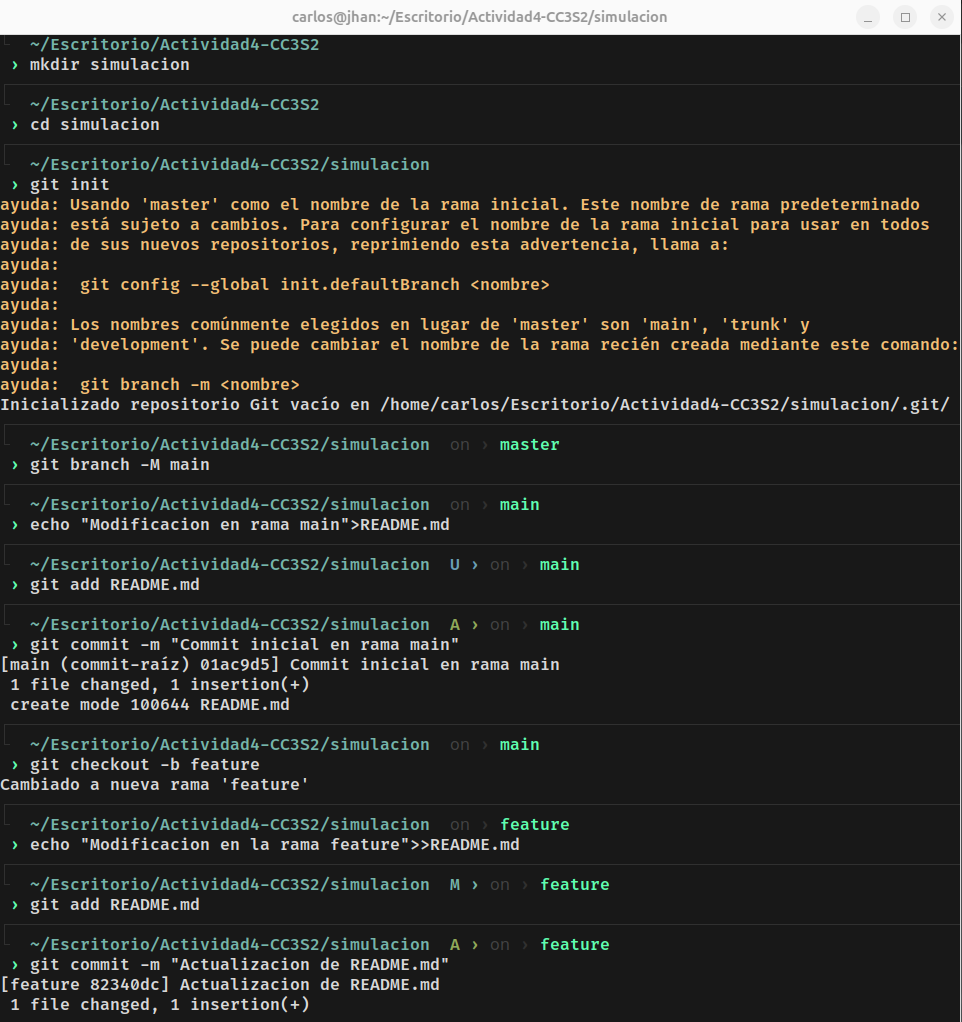 carlos@jhan:~/Escritorio/Actividad4-CC3S2/simulacion
~/Escritorio/Actividad4-CC3S2
› mkdir simulacion
~/Escritorio/Actividad4-CC3S2
› cd simulacion
~/Escritorio/Actividad4-CC3S2/simulacion
› git init
ayuda: Usando 'master' como el nombre de la rama inicial. Este nombre de rama predeterminado
ayuda: está sujeto a cambios. Para configurar el nombre de la rama inicial para usar en todos
ayuda: de sus nuevos repositorios, reprimiendo esta advertencia, llama a:
ayuda:
ayuda:  git config --global init.defaultBranch <nombre>
ayuda:
ayuda: Los nombres comúnmente elegidos en lugar de 'master' son 'main', 'trunk' y
ayuda: 'development'. Se puede cambiar el nombre de la rama recién creada mediante este comando:
ayuda:
ayuda:  git branch -m <nombre>
Inicializado repositorio Git vacío en /home/carlos/Escritorio/Actividad4-CC3S2/simulacion/.git/
~/Escritorio/Actividad4-CC3S2/simulacion  on › master
› git branch -M main
~/Escritorio/Actividad4-CC3S2/simulacion  on › main
› echo "Modificacion en rama main">README.md
~/Escritorio/Actividad4-CC3S2/simulacion  U › on › main
› git add README.md
~/Escritorio/Actividad4-CC3S2/simulacion  A › on › main
› git commit -m "Commit inicial en rama main"
[main (commit-raíz) 01ac9d5] Commit inicial en rama main
 1 file changed, 1 insertion(+)
 create mode 100644 README.md
~/Escritorio/Actividad4-CC3S2/simulacion  on › main
› git checkout -b feature
Cambiado a nueva rama 'feature'
~/Escritorio/Actividad4-CC3S2/simulacion  on › feature
› echo "Modificacion en la rama feature">>README.md
~/Escritorio/Actividad4-CC3S2/simulacion  M › on › feature
› git add README.md
~/Escritorio/Actividad4-CC3S2/simulacion  A › on › feature
› git commit -m "Actualizacion de README.md"
[feature 82340dc] Actualizacion de README.md
 1 file changed, 1 insertion(+)